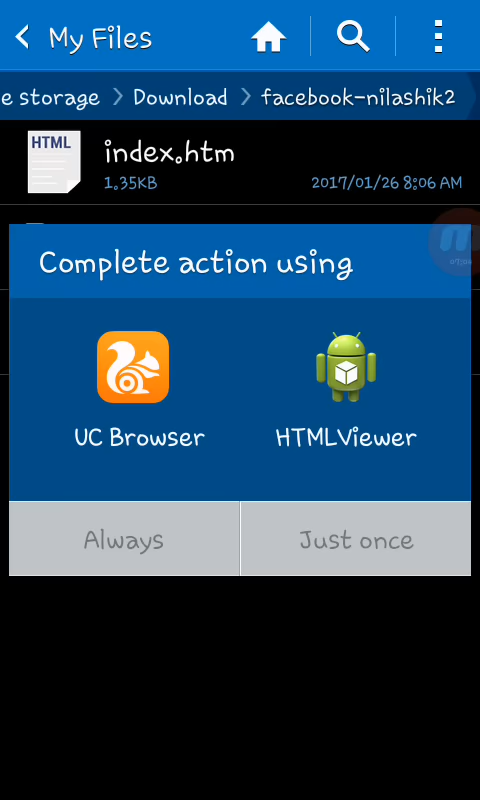 My Files
e storage > Download > facebook-nilashik2
HTML
index.htm
1.35KB 2017/01/26 8:06 AM
Complete action using
UC Browser HTMLViewer
Always Just once